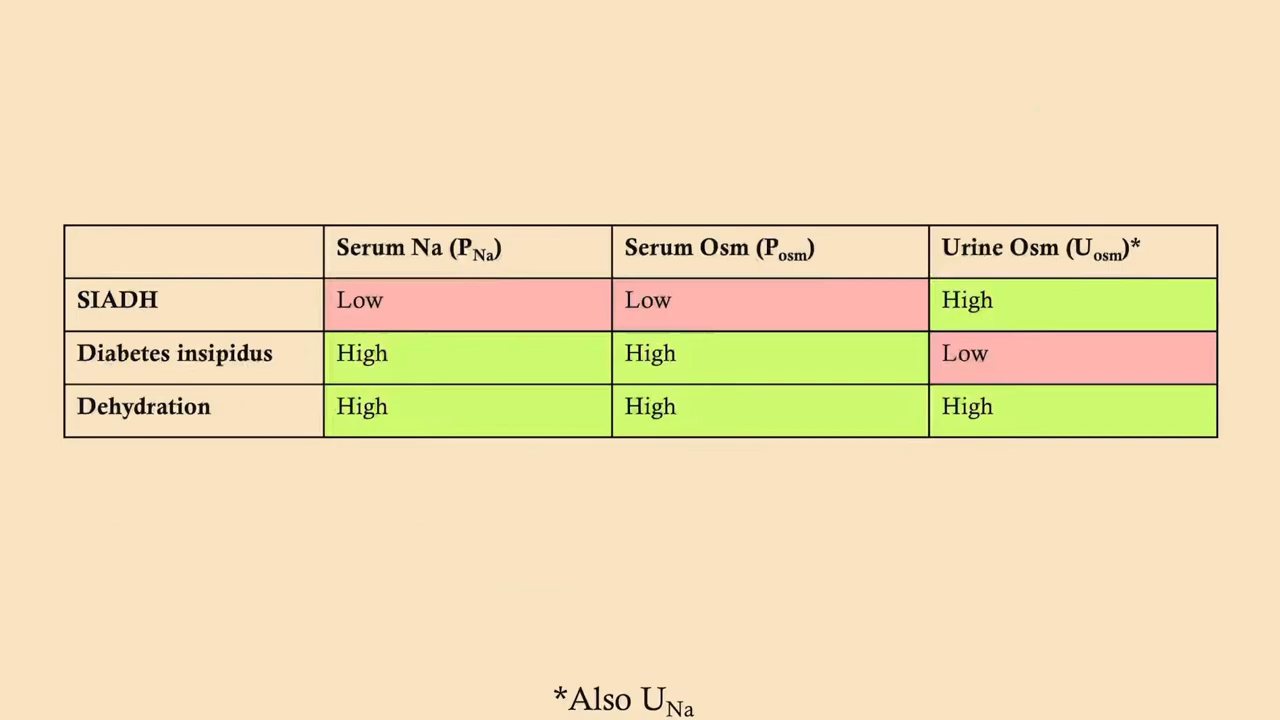 Serum Na (PNa) Serum Osm (Posm) Urine Osm (Uosm)*
SIADH Low Low High
Diabetes insipidus High High Low
Dehydration High High High
*Also UNa